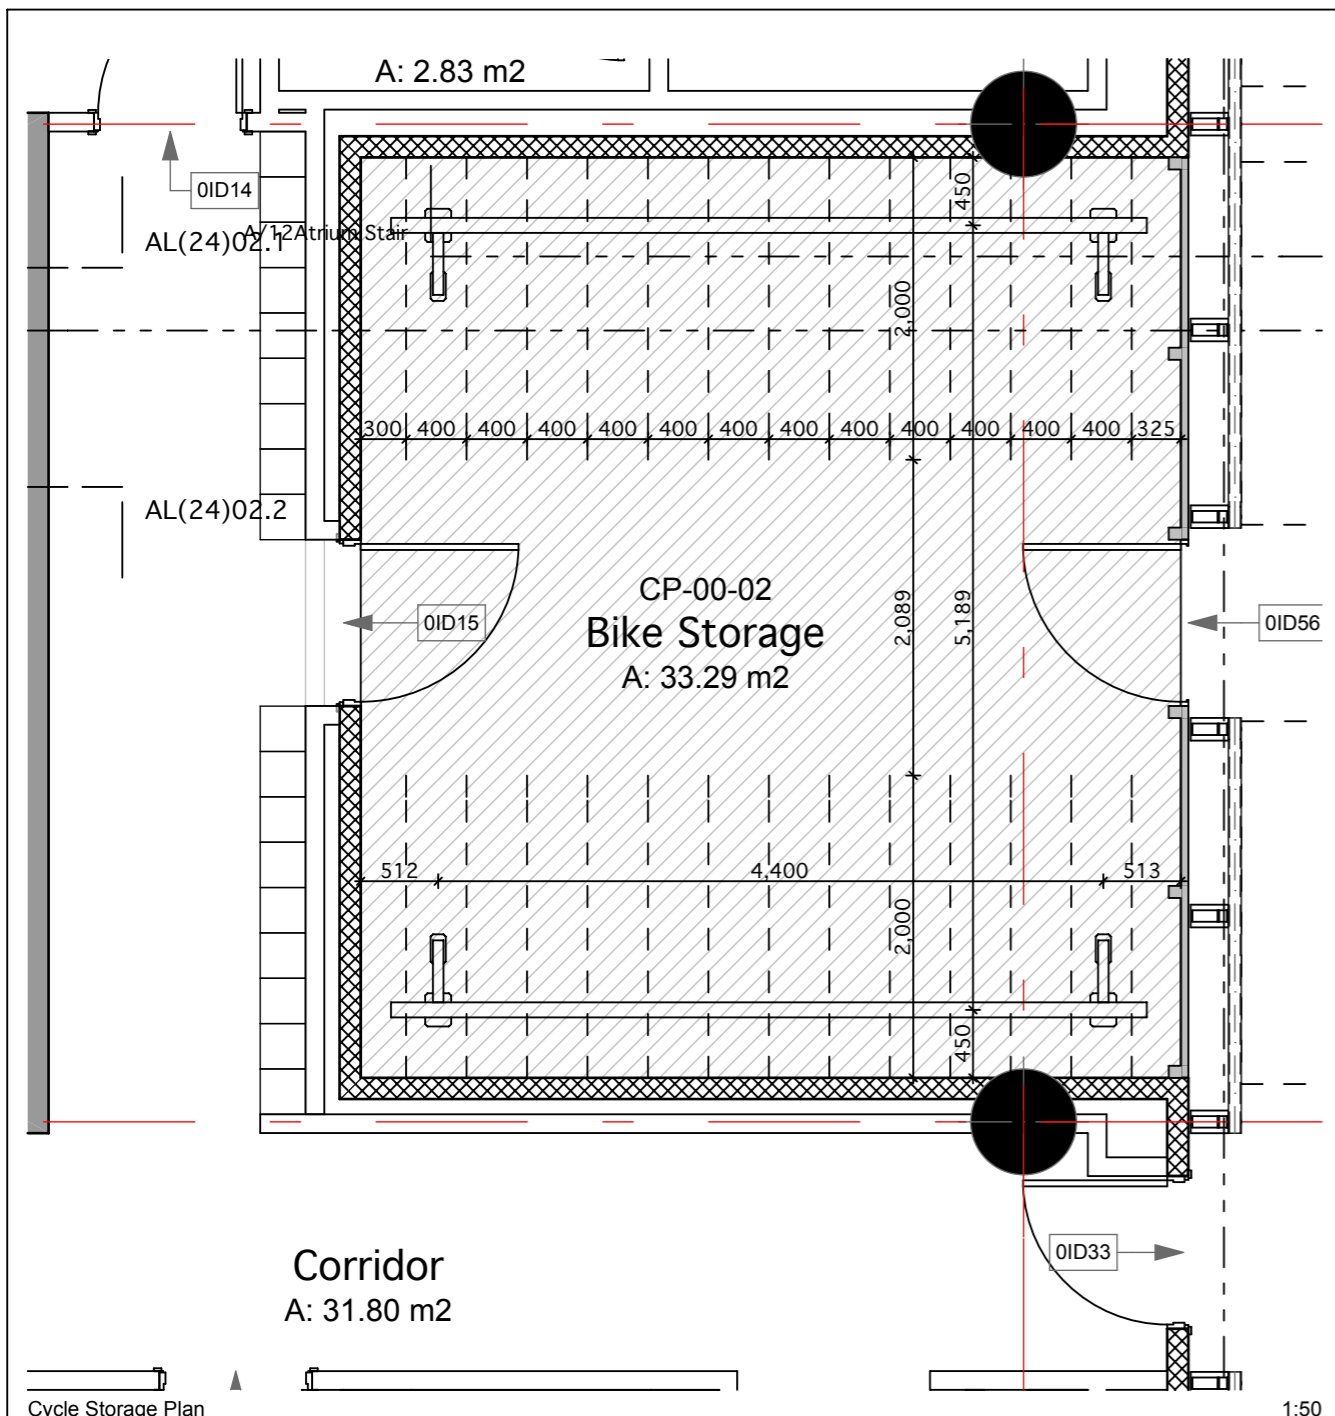 A: 2.83 m2
0ID14
A/12Atrium Stair
AL(24)02.1
450
2,000
300 400 400 400 400 400 400 400 400 400 400 400 400 325
AL(24)02.2
CP-00-02
Bike Storage
A: 33.29 m2
0ID15
2,089
5,189
0ID56
512 4,400 513
2,000
450
Corridor
A: 31.80 m2
0ID33
Cycle Storage Plan
1:50